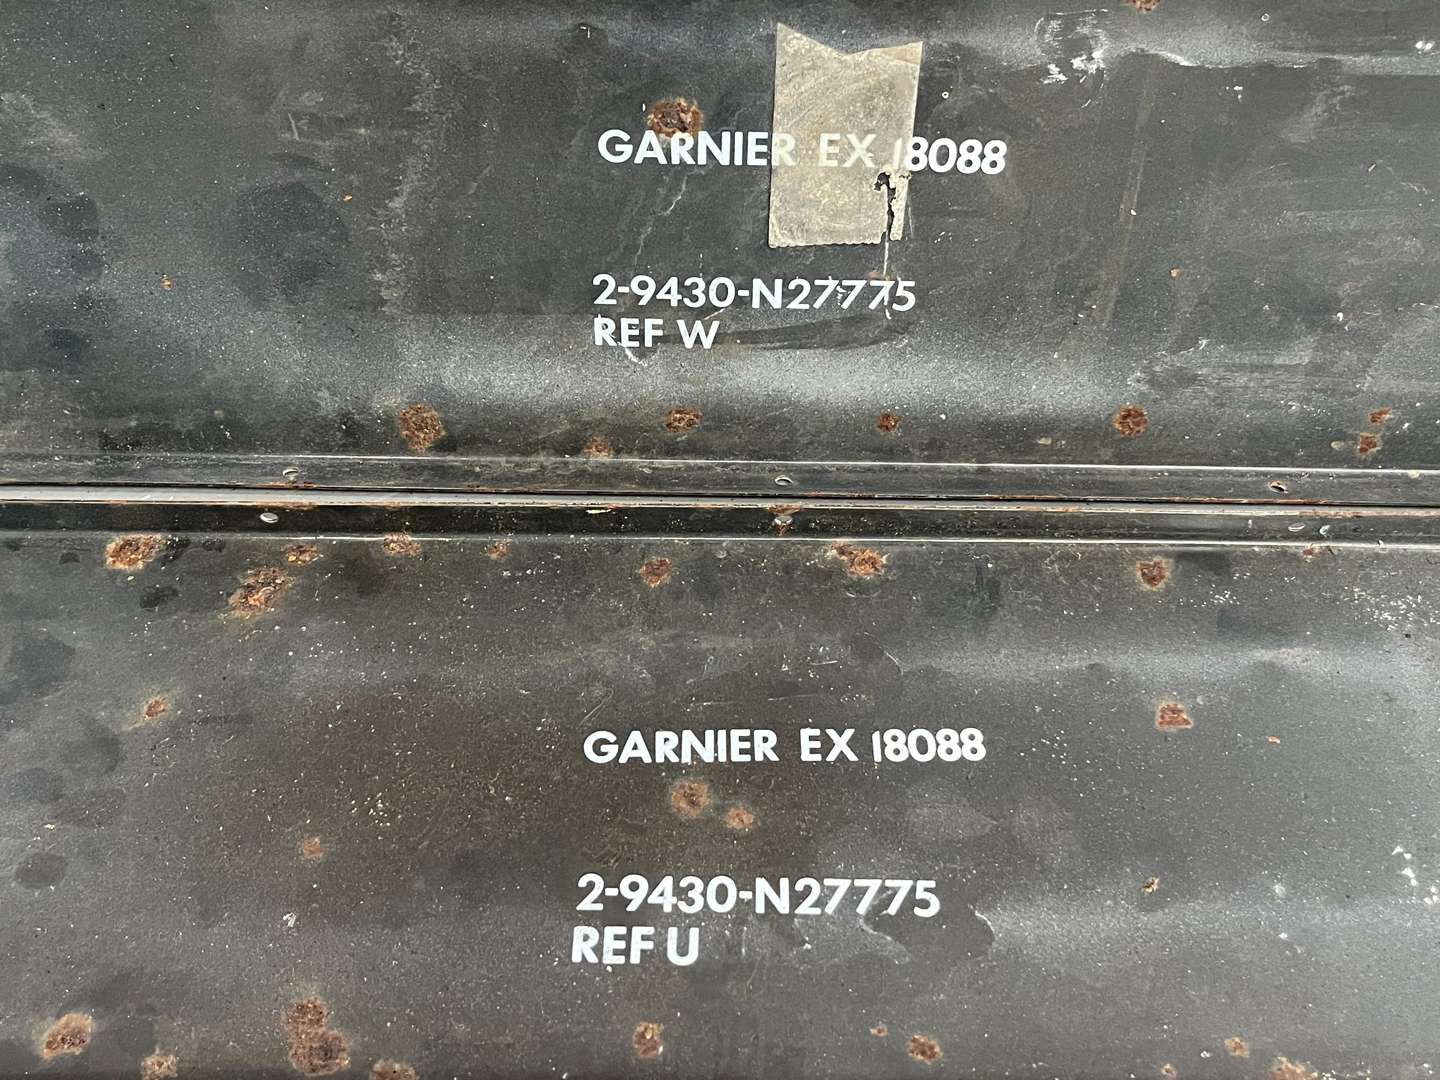 GARNIER EX 18088
2-9430-N27775
REF W
GARNIER EX 18088
2-9430-N27775
REF U